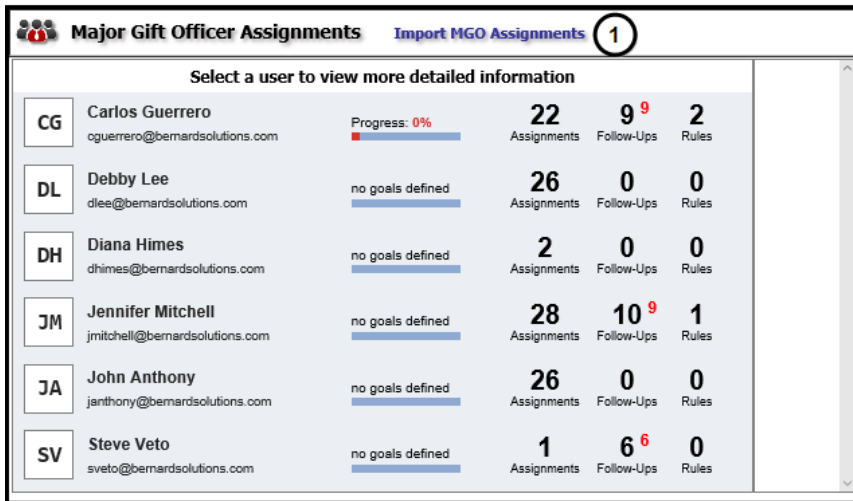 Major Gift Officer Assignments Import MGO Assignments 1
Select a user to view more detailed information
CG Carlos Guerrero cguerrero@bernardsolutions.com Progress: 0% 22 Assignments 9 9 Follow-Ups 2 Rules
DL Debby Lee dlee@bernardsolutions.com no goals defined 26 Assignments 0 Follow-Ups 0 Rules
DH Diana Himes dhimes@bernardsolutions.com no goals defined 2 Assignments 0 Follow-Ups 0 Rules
JM Jennifer Mitchell jmitchell@bernardsolutions.com no goals defined 28 Assignments 10 9 Follow-Ups 1 Rules
JA John Anthony janthony@bernardsolutions.com no goals defined 26 Assignments 0 Follow-Ups 0 Rules
SV Steve Veto sveto@bernardsolutions.com no goals defined 1 Assignments 6 6 Follow-Ups 0 Rules